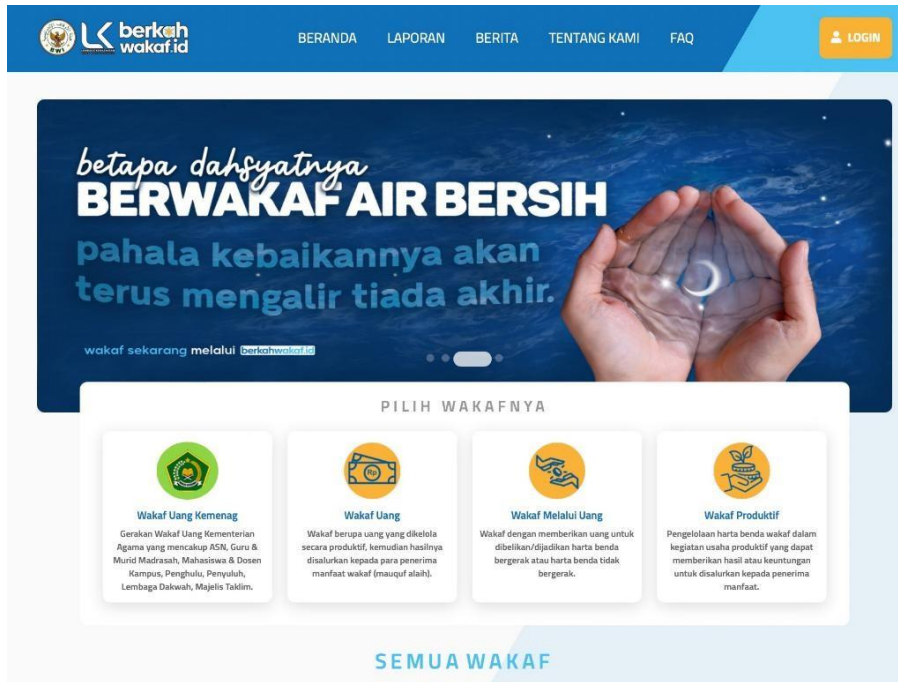 BWI
berkah
wakaf.id
BERANDA LAPORAN BERITA TENTANG KAMI FAQ
LOGIN
betapa dahsyatnya
BERWAKAF AIR BERSIH
pahala kebaikannya akan
terus mengalir tiada akhir.
wakaf sekarang melalui berkahwakaf.id
PILIH WAKAFNYA
Wakaf Uang Kemenag
Gerakan Wakaf Uang Kementerian
Agama yang mencakup ASN, Guru &
Murid Madrasah, Mahasiswa & Dosen
Kampus, Penghulu, Penyuluh,
Lembaga Dakwah, Majelis Taklim.
Rp
Wakaf Uang
Wakaf berupa uang yang dikelola
secara produktif, kemudian hasilnya
disalurkan kepada para penerima
manfaat wakaf (mauquf alaih).
Wakaf Melalui Uang
Wakaf dengan memberikan uang untuk
dibelikan/dijadikan harta benda
bergerak atau harta benda tidak
bergerak.
Wakaf Produktif
Pengelolaan harta benda wakaf dalam
kegiatan usaha produktif yang dapat
memberikan hasil atau keuntungan
untuk disalurkan kepada penerima
manfaat.
SEMUA WAKAF